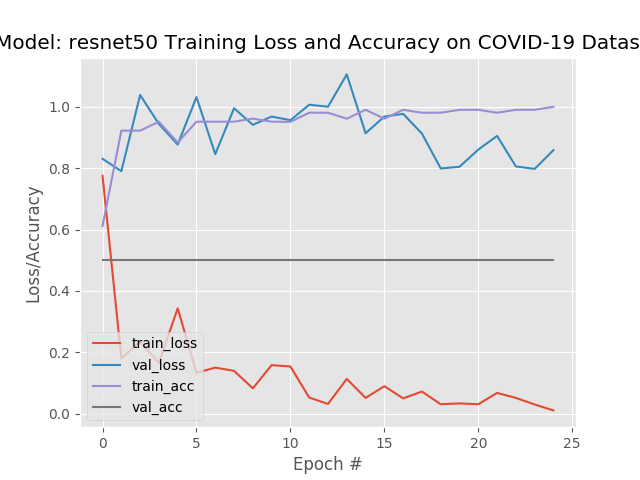 Model: resnet50 Training Loss and Accuracy on COVID-19 Datas
1.0
0.8
0.6
0.4
0.2
0.0
Loss/Accuracy
train_loss
val_loss
train_acc
val_acc
0 5 10 15 20 25
Epoch #